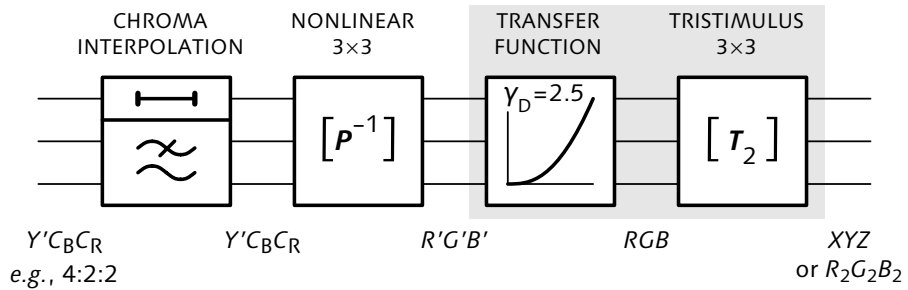 CHROMA
INTERPOLATION
NONLINEAR
3×3
TRANSFER
FUNCTION
TRISTIMULUS
3×3
[P⁻¹]
γD=2.5
[T₂]
Y'CBCR
e.g., 4:2:2
Y'CBCR
R'G'B'
RGB
XYZ
or R₂G₂B₂